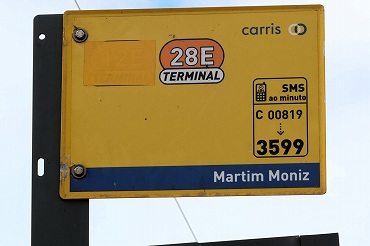 carris
28E
TERMINAL
SMS
ao minuto
C 00819
3599
Martim Moniz